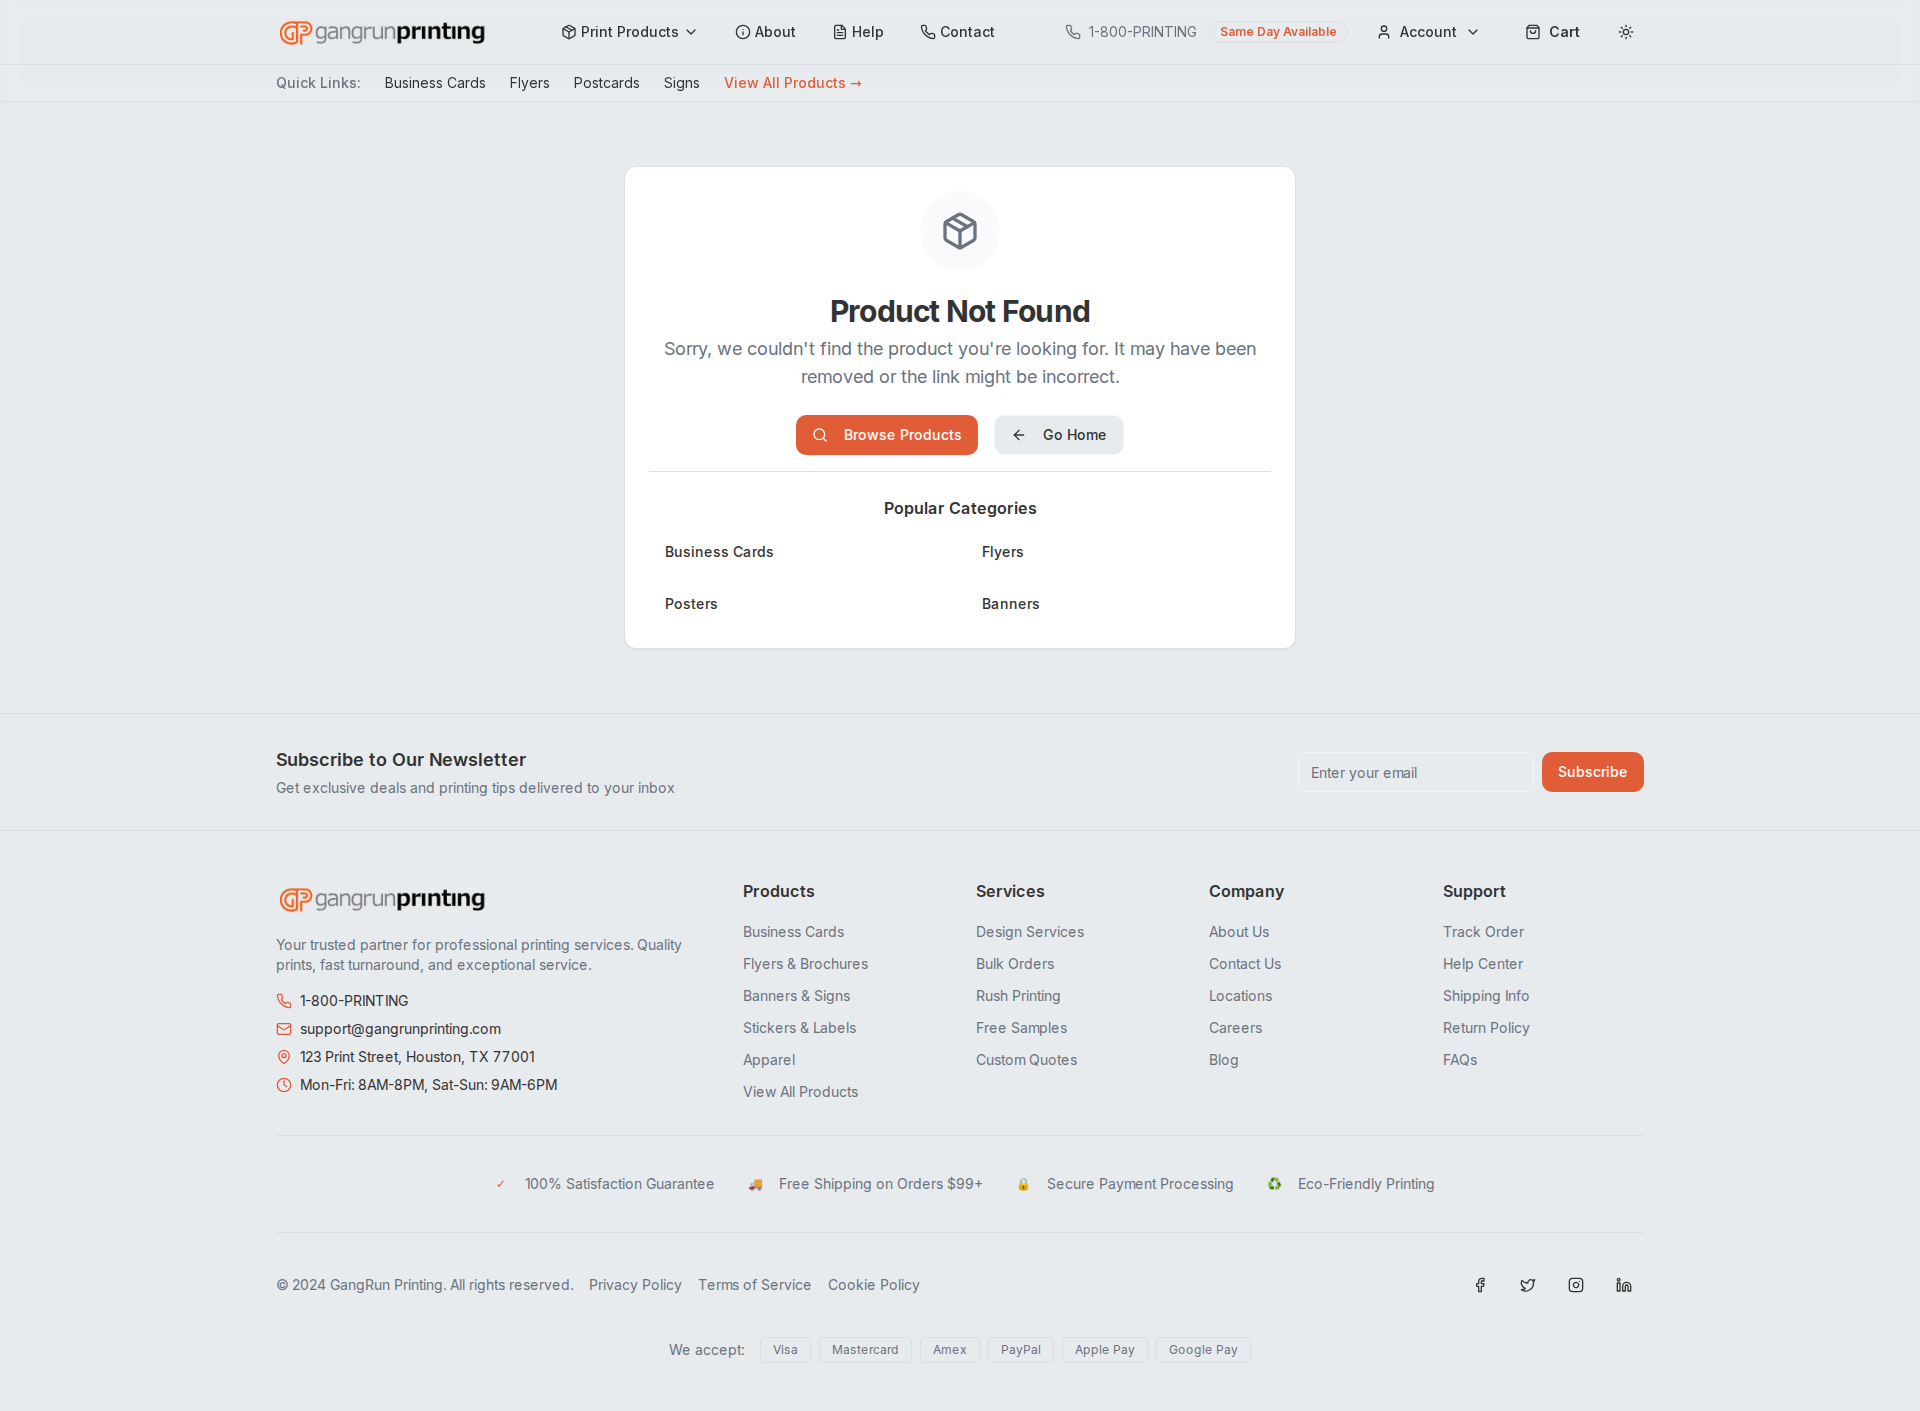 gangrunprinting
Print Products
About
Help
Contact
1-800-PRINTING
Same Day Available
Account
Cart
Quick Links:
Business Cards
Flyers
Postcards
Signs
View All Products →
Product Not Found
Sorry, we couldn't find the product you're looking for. It may have been
removed or the link might be incorrect.
Browse Products
Go Home
Popular Categories
Business Cards
Flyers
Posters
Banners
Subscribe to Our Newsletter
Get exclusive deals and printing tips delivered to your inbox
Enter your email
Subscribe
gangrunprinting
Your trusted partner for professional printing services. Quality
prints, fast turnaround, and exceptional service.
1-800-PRINTING
support@gangrunprinting.com
123 Print Street, Houston, TX 77001
Mon-Fri: 8AM-8PM, Sat-Sun: 9AM-6PM
Products
Business Cards
Flyers & Brochures
Banners & Signs
Stickers & Labels
Apparel
View All Products
Services
Design Services
Bulk Orders
Rush Printing
Free Samples
Custom Quotes
Company
About Us
Contact Us
Locations
Careers
Blog
Support
Track Order
Help Center
Shipping Info
Return Policy
FAQs
✓ 100% Satisfaction Guarantee
🚚 Free Shipping on Orders $99+
🔒 Secure Payment Processing
♻️ Eco-Friendly Printing
© 2024 GangRun Printing. All rights reserved.
Privacy Policy
Terms of Service
Cookie Policy
We accept:
Visa
Mastercard
Amex
PayPal
Apple Pay
Google Pay